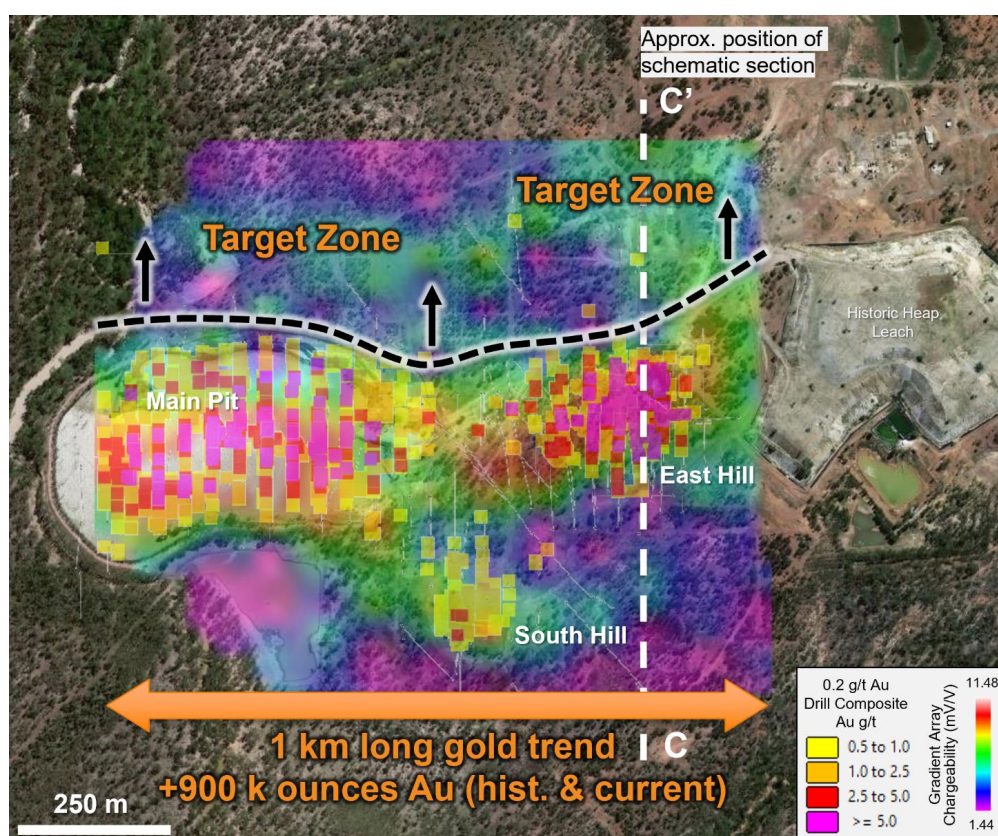 Approx. position of
schematic section
C'
Target Zone
Target Zone
Historic Heap
Leach
Main Pit
East Hill
South Hill
1 km long gold trend
+900 k ounces Au (hist. & current)
C
250 m
0.2 g/t Au
Drill Composite
Au g/t
0.5 to 1.0
1.0 to 2.5
2.5 to 5.0
>= 5.0
Gradient Array
Chargeability (mV/V)
11.48
1.44